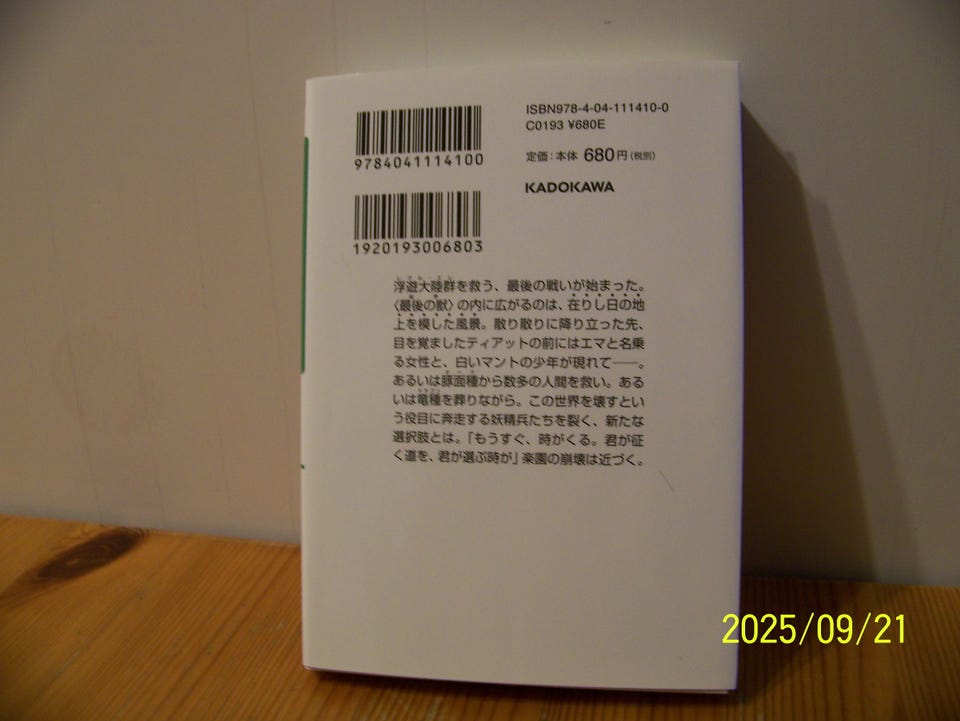 9784041114100
1920193006803
ISBN978-4-04-111410-0
C0193 ¥680E
定価：本体 680円（税別）
KADOKAWA
浮遊大陸群を救う、最後の戦いが始まった。
〈最後の獣〉の内に広がるのは、在りし日の地
上を模した風景。散り散りに降り立った先、
目を覚ましたティアットの前にはエマと名乗
る女性と、白いマントの少年が現れて――。
あるいは豚面種から数多の人間を救い。ある
いは竜種を葬りながら。この世界を壊すとい
う役目に奔走する妖精兵たちを裂く、新たな
選択肢とは。「もうすぐ、時がくる。君が征
く道を、君が選ぶ時が」楽園の崩壊は近づく。
2025/09/21